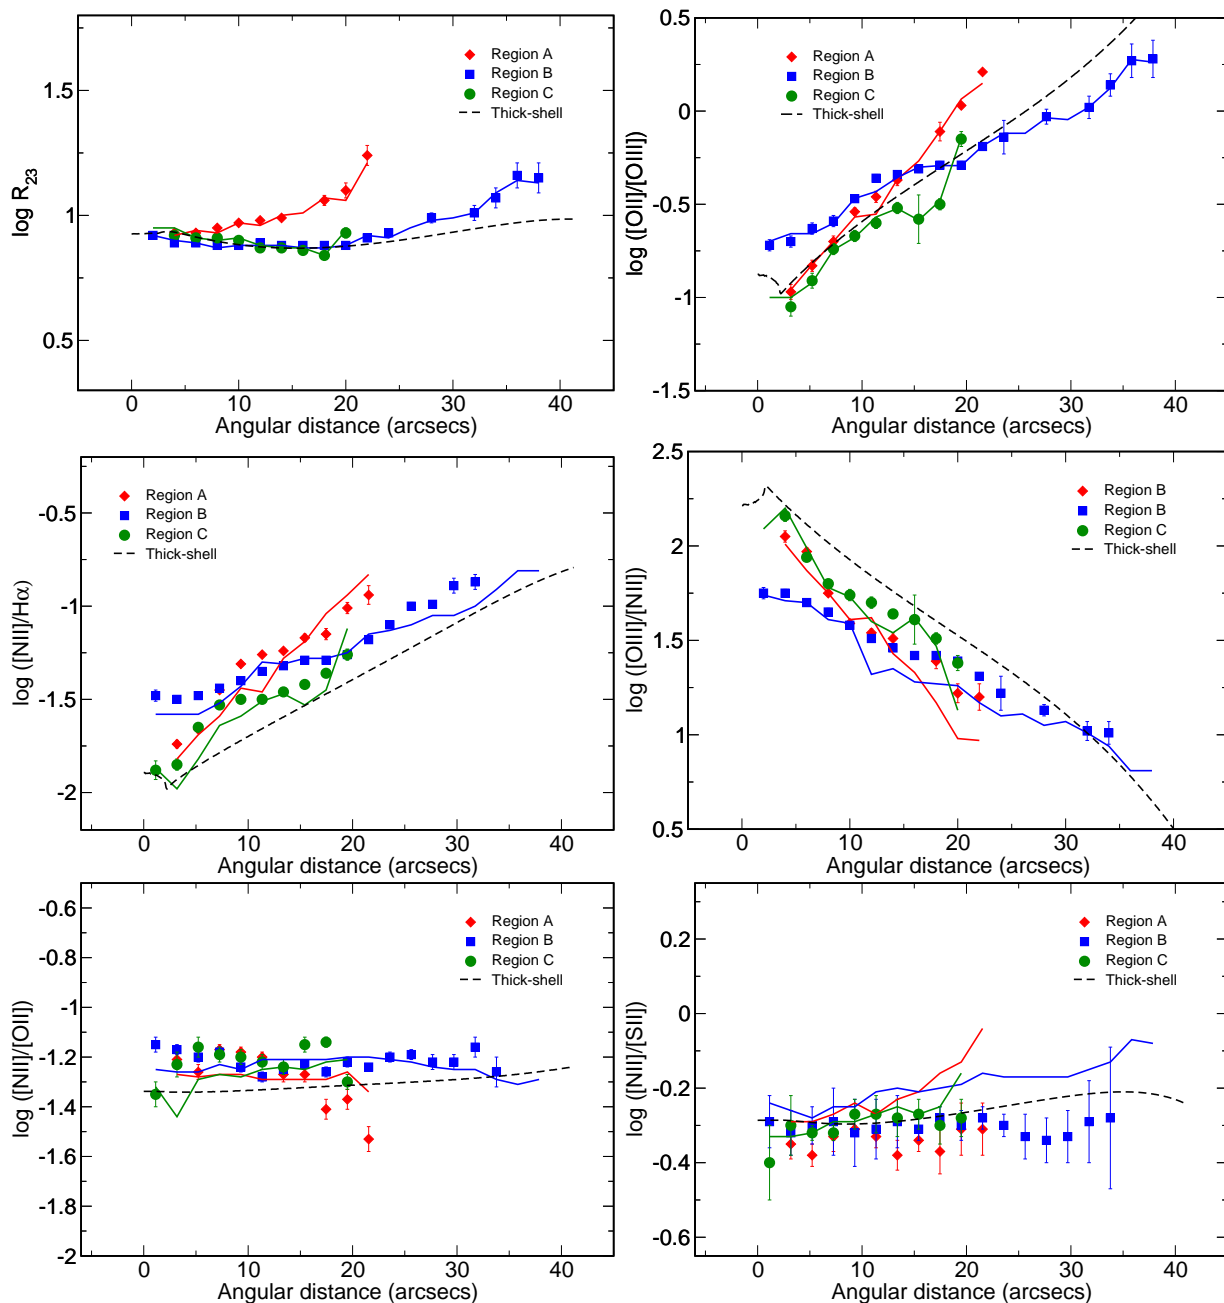 log R23
1.5
1
0.5
0 10 20 30 40
Angular distance (arcsecs)
Region A
Region B
Region C
Thick-shell
log ([OII]/[OIII])
0.5
0
-0.5
-1
-1.5
0 10 20 30 40
Angular distance (arcsecs)
Region A
Region B
Region C
Thick-shell
log ([NII]/Hα)
-0.5
-1
-1.5
-2
0 10 20 30 40
Angular distance (arcsecs)
Region A
Region B
Region C
Thick-shell
log ([OIII]/[NII])
2.5
2
1.5
1
0.5
0 10 20 30 40
Angular distance (arcsecs)
Region B
Region B
Region C
Thick-shell
log ([NII]/[OII])
-0.6
-0.8
-1
-1.2
-1.4
-1.6
-1.8
-2
0 10 20 30 40
Angular distance (arcsecs)
Region A
Region B
Region C
Thick-shell
log ([NII]/[SII])
0.2
0
-0.2
-0.4
-0.6
0 10 20 30 40
Angular distance (arcsecs)
Region A
Region B
Region C
Thick-shell